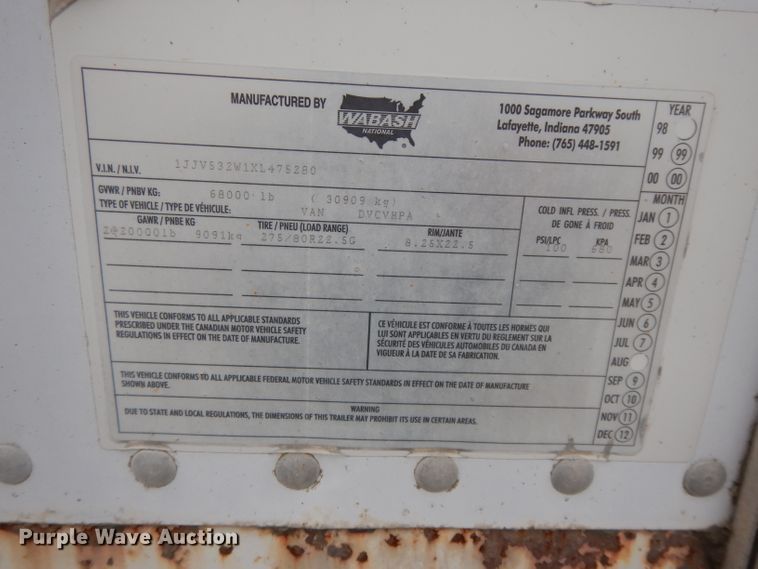 MANUFACTURED BY
WABASH
NATIONAL
1000 Sagamore Parkway South
Lafayette, Indiana 47905
Phone: (765) 448-1591
V.I.N. / N.I.V. 1JJV532W1XL475280
GVWR / PNBV KG: 68000 lb ( 30909 kg)
TYPE OF VEHICLE / TYPE DE VÉHICULE: VAN DVCVHPA
GAWR / PNBE KG TIRE / PNEU (LOAD RANGE) RIM/JANTE
2@20000lb 9091kg 275/80R22.5G 8.25X22.5
COLD INFL PRESS. / PRESS.
DE GONE À FROID
PSI/LPC KPA
100 680
THIS VEHICLE CONFORMS TO ALL APPLICABLE STANDARDS
PRESCRIBED UNDER THE CANADIAN MOTOR VEHICLE SAFETY
REGULATIONS IN EFFECT ON THE DATE OF MANUFACTURE.
CE VÉHICULE EST CONFORME À TOUTES LES NORMES QUI
LUI SONT APPLICABLES EN VERTU DU REGLEMENT SUR LA
SÉCURITÉ DES VÉHICULES AUTOMOBILES DU CANADA EN
VIGUEUR À LA DATE DE SA FABRICATION.
THIS VEHICLE CONFORMS TO ALL APPLICABLE FEDERAL MOTOR VEHICLE SAFETY STANDARDS IN EFFECT ON THE DATE OF MANUFACTURE
SHOWN ABOVE.
WARNING
DUE TO STATE AND LOCAL REGULATIONS, THE DIMENSIONS OF THIS TRAILER MAY PROHIBIT ITS USE IN CERTAIN AREAS.
YEAR
98
99 99
00 00
MONTH
JAN 1
FEB 2
MAR 3
APR 4
MAY 5
JUN 6
JUL 7
AUG
SEP 9
OCT 10
NOV 11
DEC 12
Purple Wave Auction